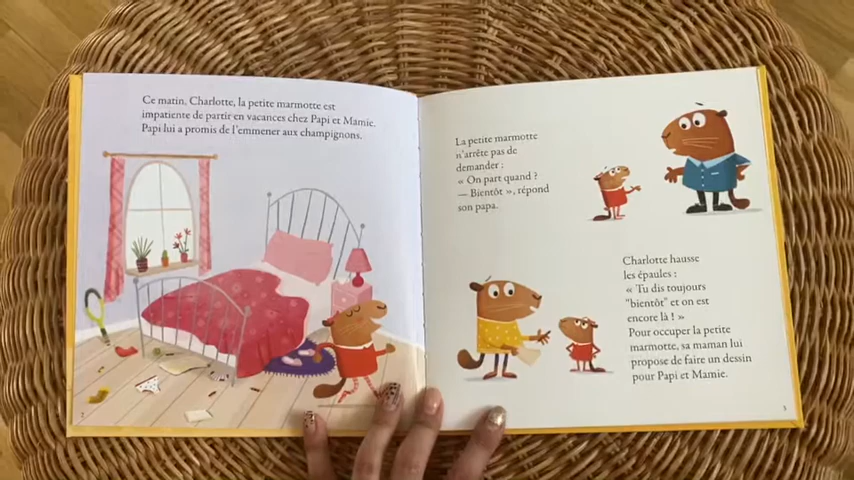 Ce matin, Charlotte, la petite marmotte est
impatiente de partir en vacances chez Papi et Mamie.
Papi lui a promis de l'emmener aux champignons.
La petite marmotte
n'arrête pas de
demander :
« On part quand ?
— Bientôt », répond
son papa.
Charlotte hausse
les épaules :
« Tu dis toujours
"bientôt" et on est
encore là ! »
Pour occuper la petite
marmotte, sa maman lui
propose de faire un dessin
pour Papi et Mamie.